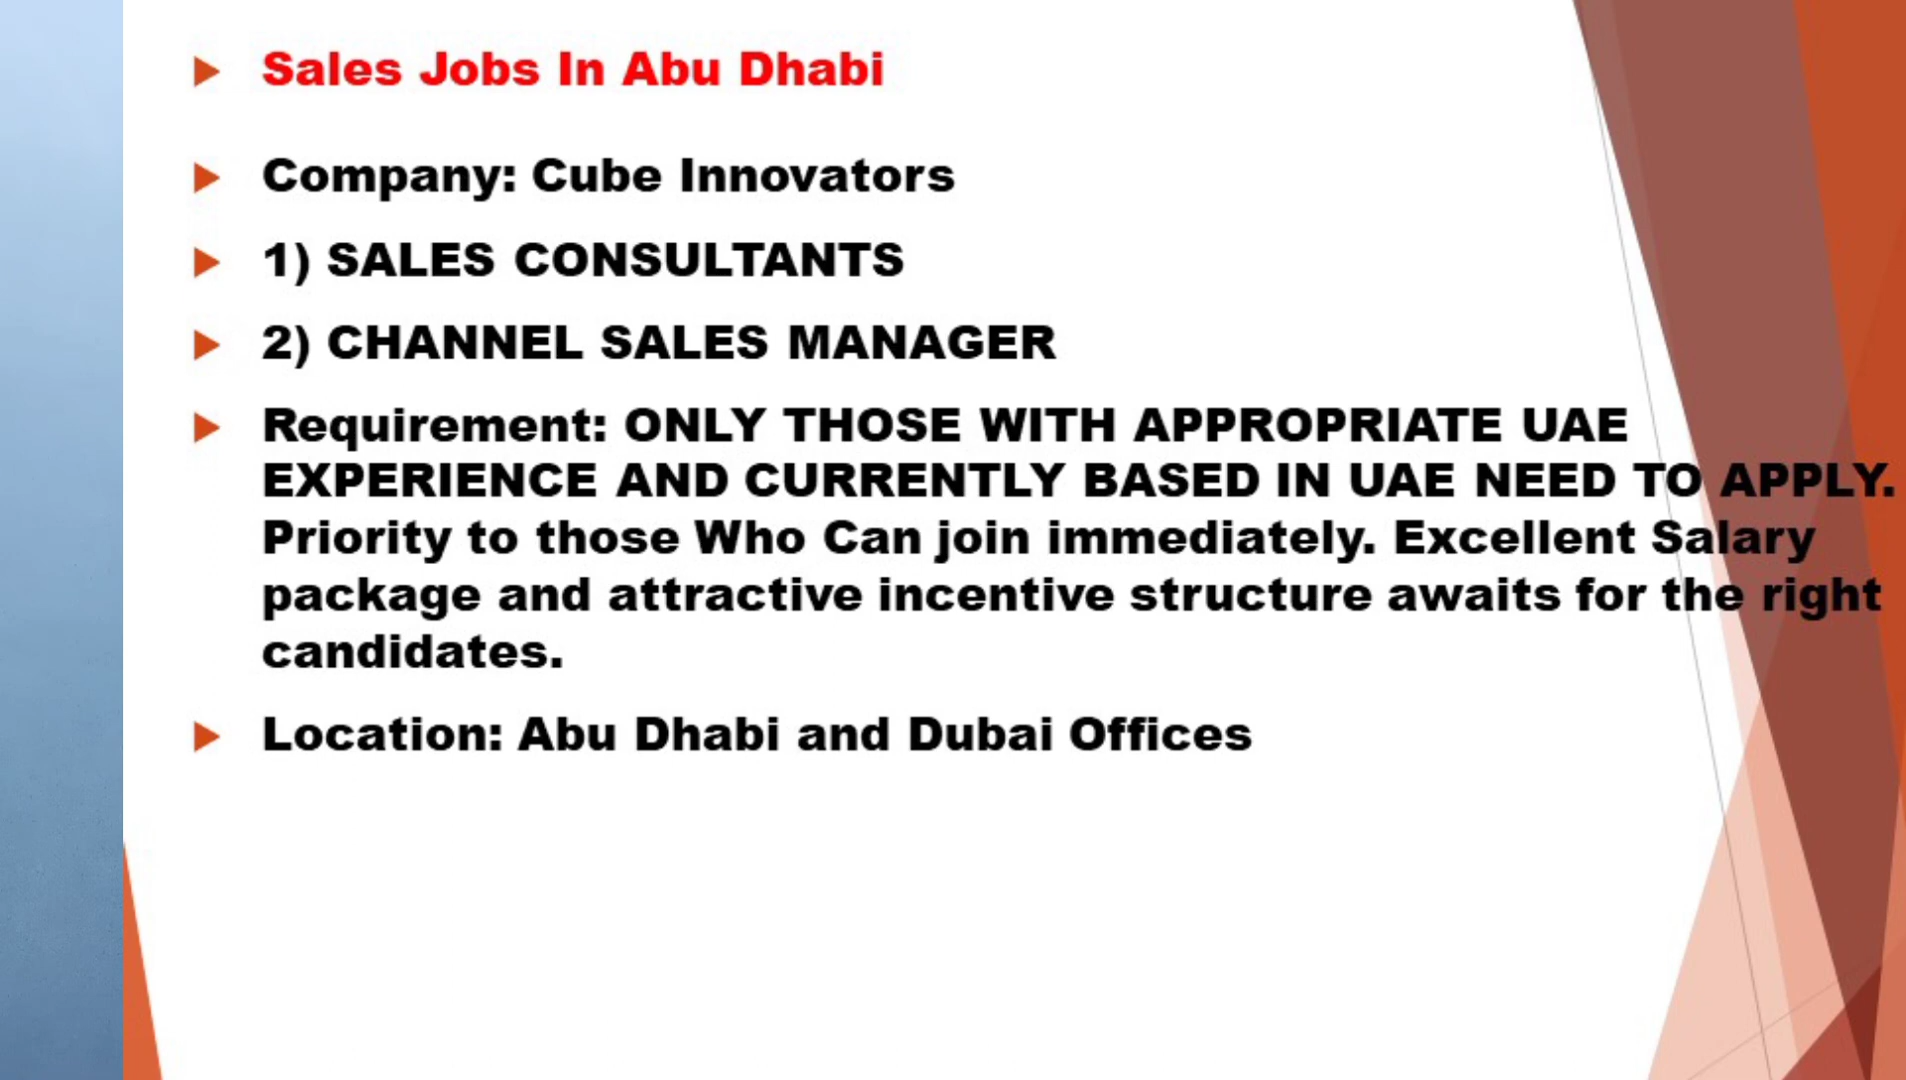 Sales Jobs In Abu Dhabi
Company: Cube Innovators
1) SALES CONSULTANTS
2) CHANNEL SALES MANAGER
Requirement: ONLY THOSE WITH APPROPRIATE UAE
EXPERIENCE AND CURRENTLY BASED IN UAE NEED TO APPLY.
Priority to those Who Can join immediately. Excellent Salary
package and attractive incentive structure awaits for the right
candidates.
Location: Abu Dhabi and Dubai Offices